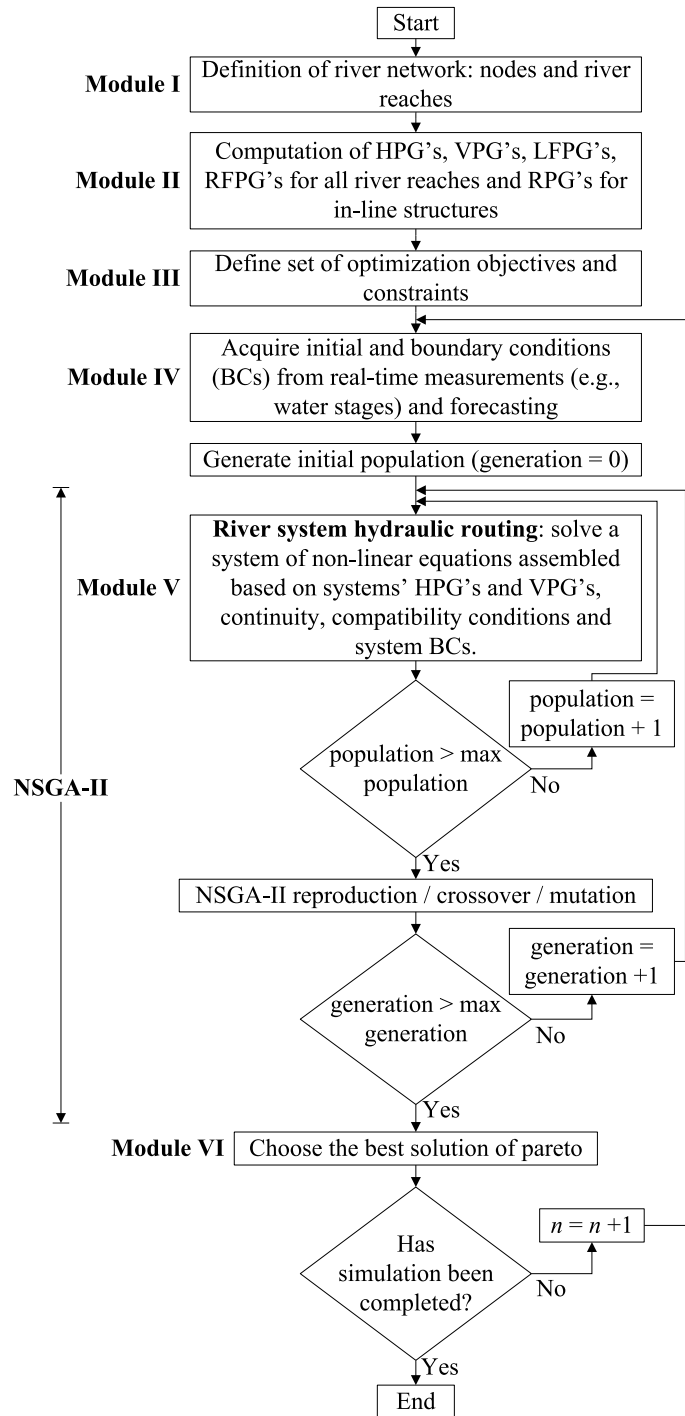 Start
Module I
Definition of river network: nodes and river
reaches
Module II
Computation of HPG's, VPG's, LFPG's,
RFPG's for all river reaches and RPG's for
in-line structures
Module III
Define set of optimization objectives and
constraints
Module IV
Acquire initial and boundary conditions
(BCs) from real-time measurements (e.g.,
water stages) and forecasting
Generate initial population (generation = 0)
Module V
River system hydraulic routing: solve a
system of non-linear equations assembled
based on systems' HPG's and VPG's,
continuity, compatibility conditions and
system BCs.
NSGA-II
population > max
population
No
population =
population + 1
Yes
NSGA-II reproduction / crossover / mutation
generation > max
generation
No
generation =
generation +1
Yes
Module VI
Choose the best solution of pareto
Has
simulation been
completed?
No
n = n +1
Yes
End